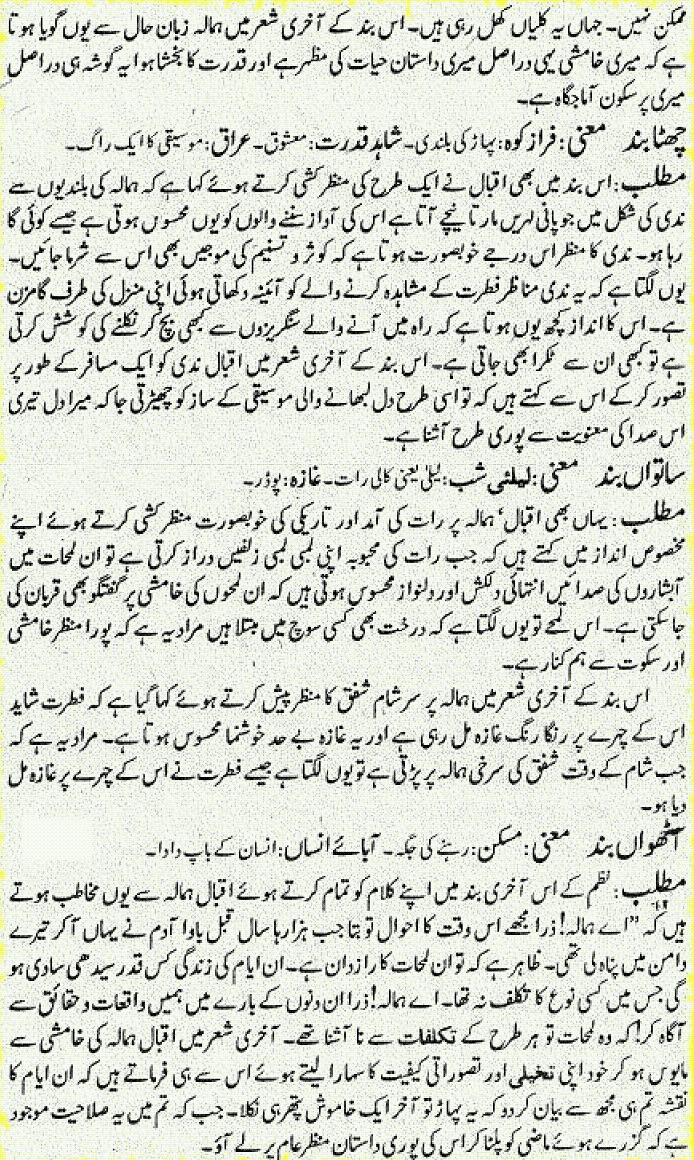 ممکن نہیں۔ جہاں یہ کلیاں کھل رہی ہیں۔ اس بند کے آخری شعر میں ہمالہ زبان حال سے یوں گویا ہوتا
ہے کہ میری خامشی یہی دراصل میری داستان حیات کی مظہر ہے اور قدرت کا بخشا ہوا یہ گوشہ ہی دراصل
میری پر سکون آماجگاہ ہے۔
چھٹا بند معنی: فراز کوہ: پہاڑ کی بلندی۔ شاہد قدرت: معشوق۔ عراق: موسیقی کا ایک راگ۔
مطلب: اس بند میں بھی اقبال نے ایک طرح کی منظر کشی کرتے ہوئے کہا ہے کہ ہمالہ کی بلندیوں سے
ندی کی شکل میں جو پانی لہریں مارتا نیچے آتا ہے اس کی آواز سننے والوں کو یوں محسوس ہوتی ہے جیسے کوئی گا
رہا ہو۔ ندی کا منظر اس درجے خوبصورت ہوتا ہے کہ کوثر و تسنیم کی موجیں بھی اس سے شرما جائیں۔
یوں لگتا ہے کہ یہ ندی مناظر فطرت کے مشاہدہ کرنے والے کو آئینہ دکھاتی ہوئی اپنی منزل کی طرف گامزن
ہے۔ اس کا انداز کچھ یوں ہوتا ہے کہ راہ میں آنے والے سنگریزوں سے کبھی بچ کر نکلنے کی کوشش کرتی
ہے تو کبھی ان سے ٹکرا بھی جاتی ہے۔ اس بند کے آخری شعر میں اقبال ندی کو ایک مسافر کے طور پر
تصور کر کے اس سے کہتے ہیں کہ تو اسی طرح دل لبھانے والی موسیقی کے ساز کو چھیڑتی جا کہ میرا دل تیری
اس صدا کی معنویت سے پوری طرح آشنا ہے۔
ساتواں بند معنی: لیلئی شب: لیلیٰ یعنی کالی رات۔ غازہ: پوڈر۔
مطلب: یہاں بھی اقبال' ہمالہ پر رات کی آمد اور تاریکی کی خوبصورت منظر کشی کرتے ہوئے اپنے
مخصوص انداز میں کہتے ہیں کہ جب رات کی محبوبہ اپنی لمبی لمبی زلفیں دراز کرتی ہے تو ان لمحات میں
آبشاروں کی صدائیں انتہائی دلکش اور دلنواز محسوس ہوتی ہیں کہ ان لمحوں کی خامشی پر گفتگو بھی قربان کی
جا سکتی ہے۔ اس لمحے تو یوں لگتا ہے کہ درخت بھی کسی سوچ میں مبتلا ہیں مراد یہ ہے کہ پورا منظر خامشی
اور سکوت سے ہم کنار ہے۔
اس بند کے آخری شعر میں ہمالہ پر سر شام شفق کا منظر پیش کرتے ہوئے کہا گیا ہے کہ فطرت شاید
اس کے چہرے پر رنگا رنگ غازہ مل رہی ہے اور یہ غازہ بے حد خوشنما محسوس ہوتا ہے۔ مراد یہ ہے کہ
جب شام کے وقت شفق کی سرخی ہمالہ پر پڑتی ہے تو یوں لگتا ہے جیسے فطرت نے اس کے چہرے پر غازہ مل
دیا ہو۔
آٹھواں بند معنی: مسکن: رہنے کی جگہ۔ آبائے انساں: انسان کے باپ دادا۔
مطلب: نظم کے اس آخری بند میں اپنے کلام کو تمام کرتے ہوئے اقبال ہمالہ سے یوں مخاطب ہوتے
ہیں کہ "اے ہمالہ! ذرا مجھے اس وقت کا احوال تو بتا جب ہزارہا سال قبل باوا آدم نے یہاں آ کر تیرے
دامن میں پناہ لی تھی۔ ظاہر ہے کہ تو ان لمحات کا رازدان ہے۔ ان ایام کی زندگی کس قدر سیدھی سادی ہو
گی جس میں کسی نوع کا تکلف نہ تھا۔ اے ہمالہ! ذرا ان دنوں کے بارے میں ہمیں واقعات و حقائق سے
آگاہ کر! کہ وہ لمحات تو ہر طرح کے تکلفات سے نا آشنا تھے۔ آخری شعر میں اقبال ہمالہ کی خامشی سے
مایوس ہو کر خود اپنی تخیلی اور تصوراتی کیفیت کا سہارا لیتے ہوئے اس سے ہی فرماتے ہیں کہ ان ایام کا
نقشہ تم ہی مجھ سے بیان کر دو کہ یہ پہاڑ تو آخر ایک خاموش پتھر ہی نکلا۔ جب کہ تم میں یہ صلاحیت موجود
ہے کہ گزرے ہوئے ماضی کو پلٹا کر اس کی پوری داستان منظر عام پر لے آؤ۔